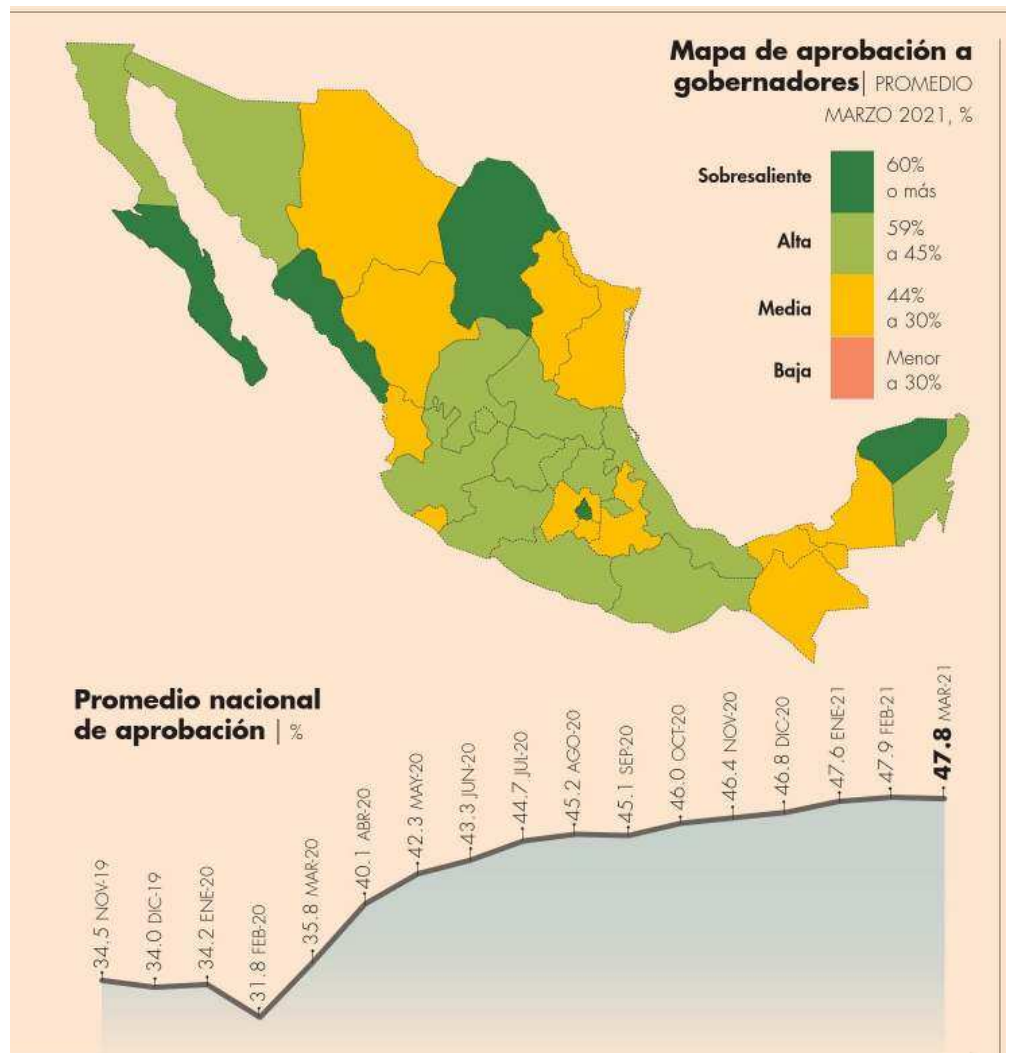 Mapa de aprobación a
gobernadores| PROMEDIO
MARZO 2021, %
Sobresaliente
60%
o más
Alta
59%
a 45%
Media
44%
a 30%
Baja
Menor
a 30%
Promedio nacional
de aprobación | %
34.5 NOV-19
34.0 DIC-19
34.2 ENE-20
31.8 FEB-20
35.8 MAR-20
40.1 ABR-20
42.3 MAY-20
43.3 JUN-20
44.7 JUL-20
45.2 AGO-20
45.1 SEP-20
46.0 OCT-20
46.4 NOV-20
46.8 DIC-20
47.6 ENE-21
47.9 FEB-21
47.8 MAR-21